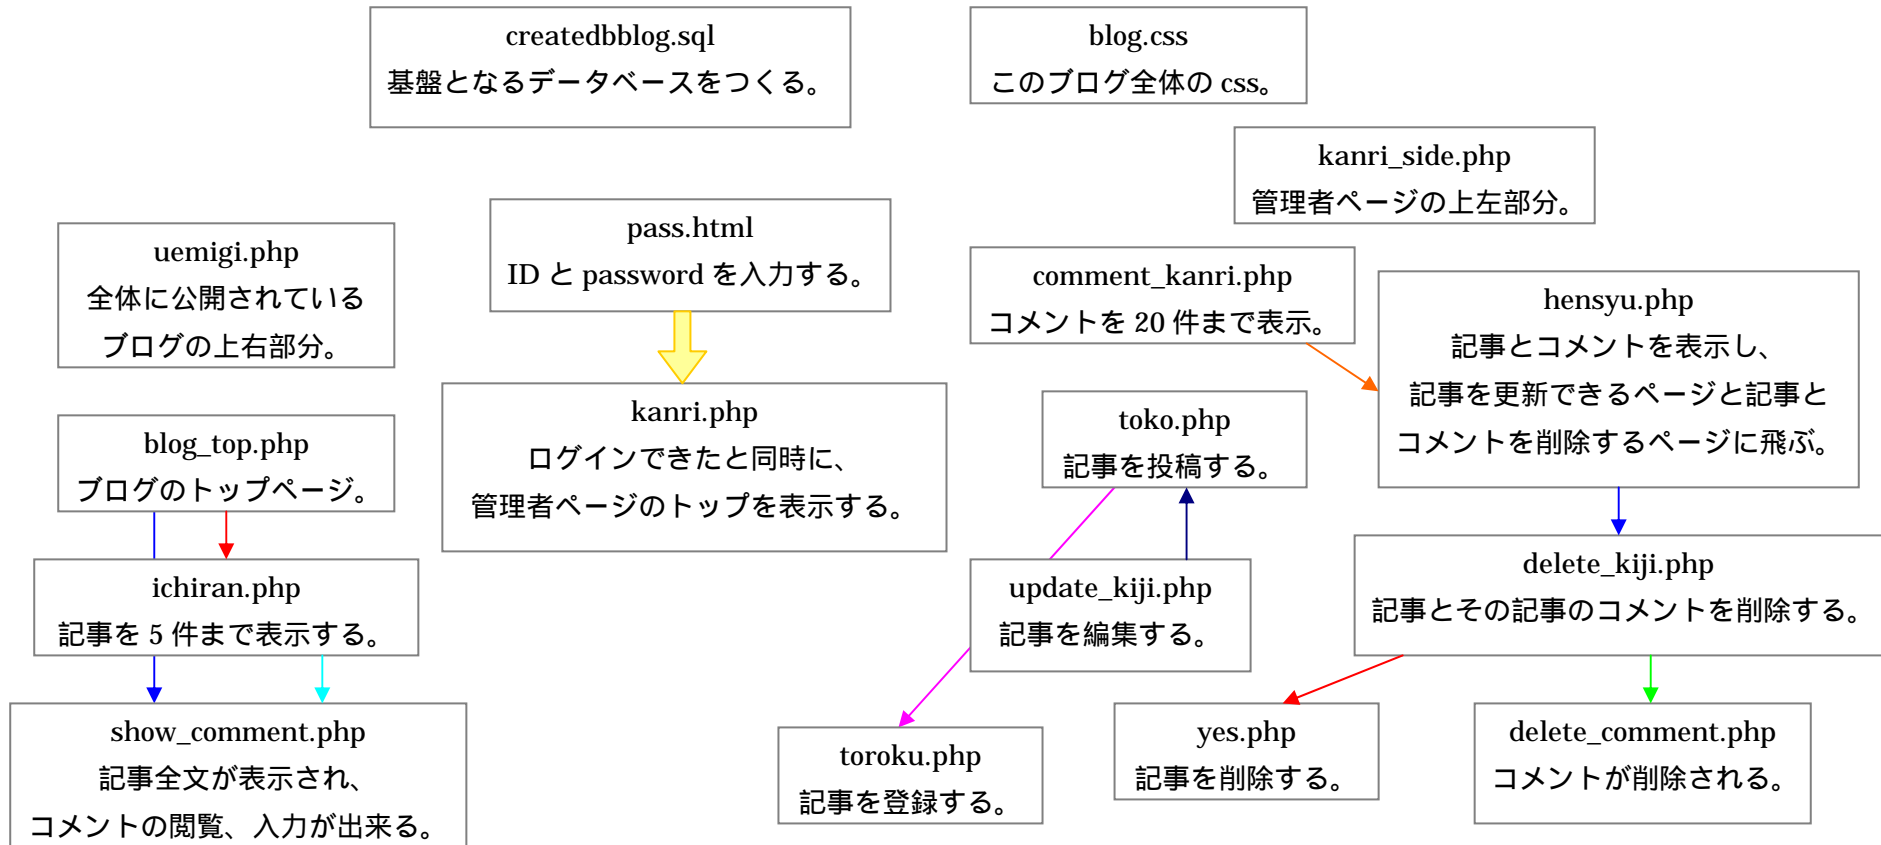 createdbblog.sql
基盤となるデータベースをつくる。
blog.css
このブログ全体の css。
kanri_side.php
管理者ページの上左部分。
uemigi.php
全体に公開されている
ブログの上右部分。
pass.html
ID と password を入力する。
comment_kanri.php
コメントを 20 件まで表示。
hensyu.php
記事とコメントを表示し、
記事を更新できるページと記事と
コメントを削除するページに飛ぶ。
kanri.php
ログインできたと同時に、
管理者ページのトップを表示する。
toko.php
記事を投稿する。
blog_top.php
ブログのトップページ。
ichiran.php
記事を 5 件まで表示する。
update_kiji.php
記事を編集する。
delete_kiji.php
記事とその記事のコメントを削除する。
show_comment.php
記事全文が表示され、
コメントの閲覧、入力が出来る。
toroku.php
記事を登録する。
yes.php
記事を削除する。
delete_comment.php
コメントが削除される。